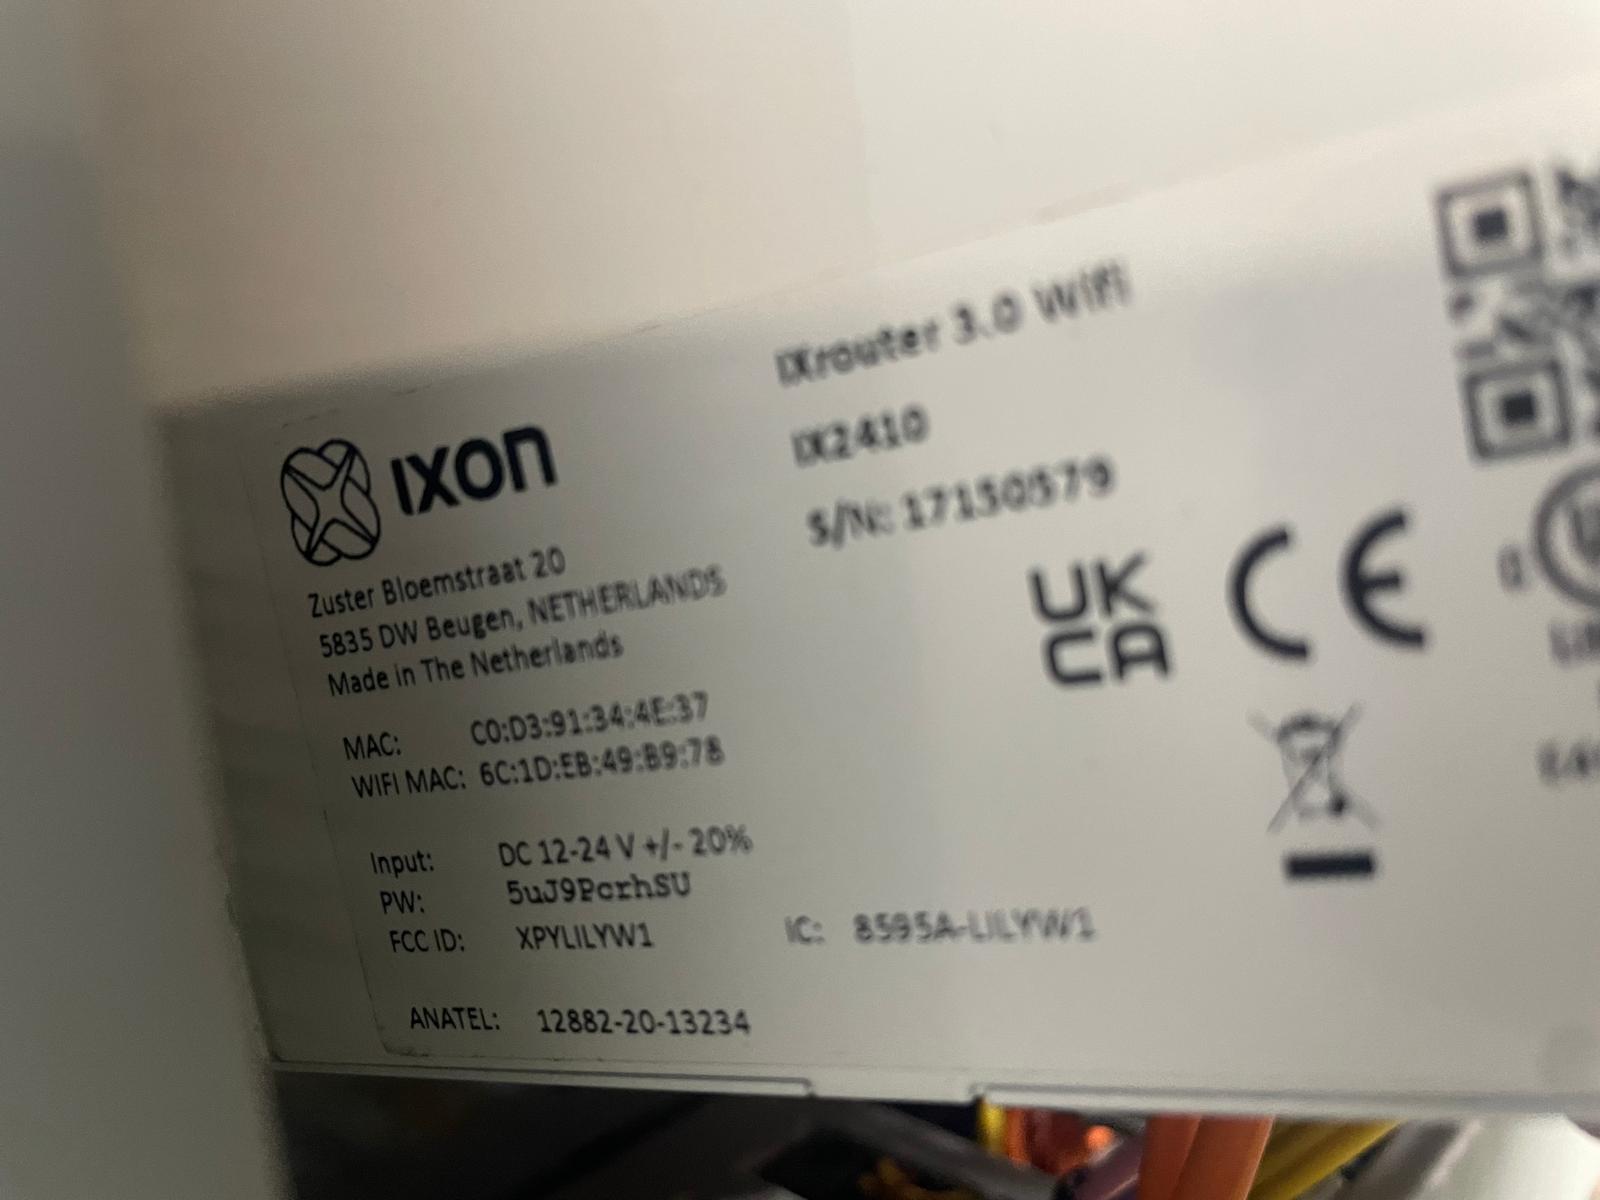 IXON
Zuster Bloemstraat 20
5835 DW Beugen, NETHERLANDS
Made in The Netherlands
MAC: C0:D3:91:34:4E:37
WIFI MAC: 6C:1D:EB:49:B9:78
Input: DC 12-24 V +/- 20%
PW: 5uJ9PcrhSU
FCC ID: XPYLILYW1
IC: 8595A-LILYW1
ANATEL: 12882-20-13234
IXrouter 3.0 Wifi
IX2410
S/N: 17150579
UK
CA
CE